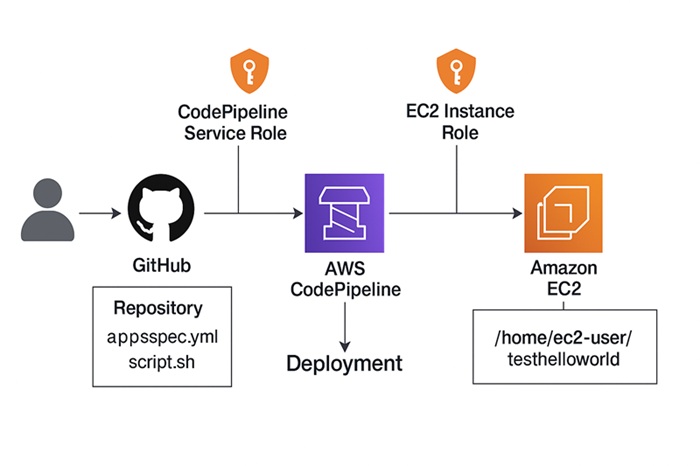 CodePipeline
Service Role
EC2 Instance
Role
GitHub
Repository
appsspec.yml
script.sh
AWS
CodePipeline
Deployment
Amazon
EC2
/home/ec2-user/
testhelloworld